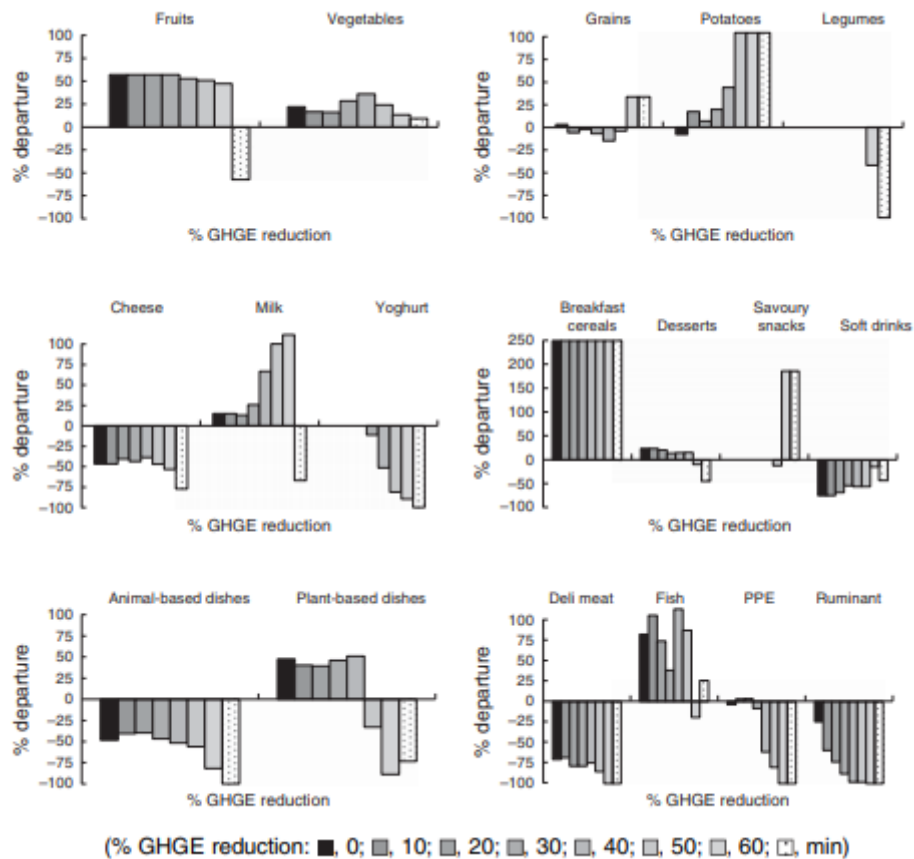 Fruits Vegetables
100
75
50
25
0
−25
−50
−75
−100
% departure
% GHGE reduction
Grains Potatoes Legumes
100
75
50
25
0
−25
−50
−75
−100
% departure
% GHGE reduction
Cheese Milk Yoghurt
100
75
50
25
0
−25
−50
−75
−100
% departure
% GHGE reduction
Breakfast
cereals Desserts Savoury
snacks Soft drinks
250
200
150
100
50
0
−50
−100
% departure
% GHGE reduction
Animal-based dishes Plant-based dishes
100
75
50
25
0
−25
−50
−75
−100
% departure
% GHGE reduction
Deli meat Fish PPE Ruminant
100
75
50
25
0
−25
−50
−75
−100
% departure
% GHGE reduction
(% GHGE reduction: , 0; , 10; , 20; , 30; , 40; , 50; , 60; , min)